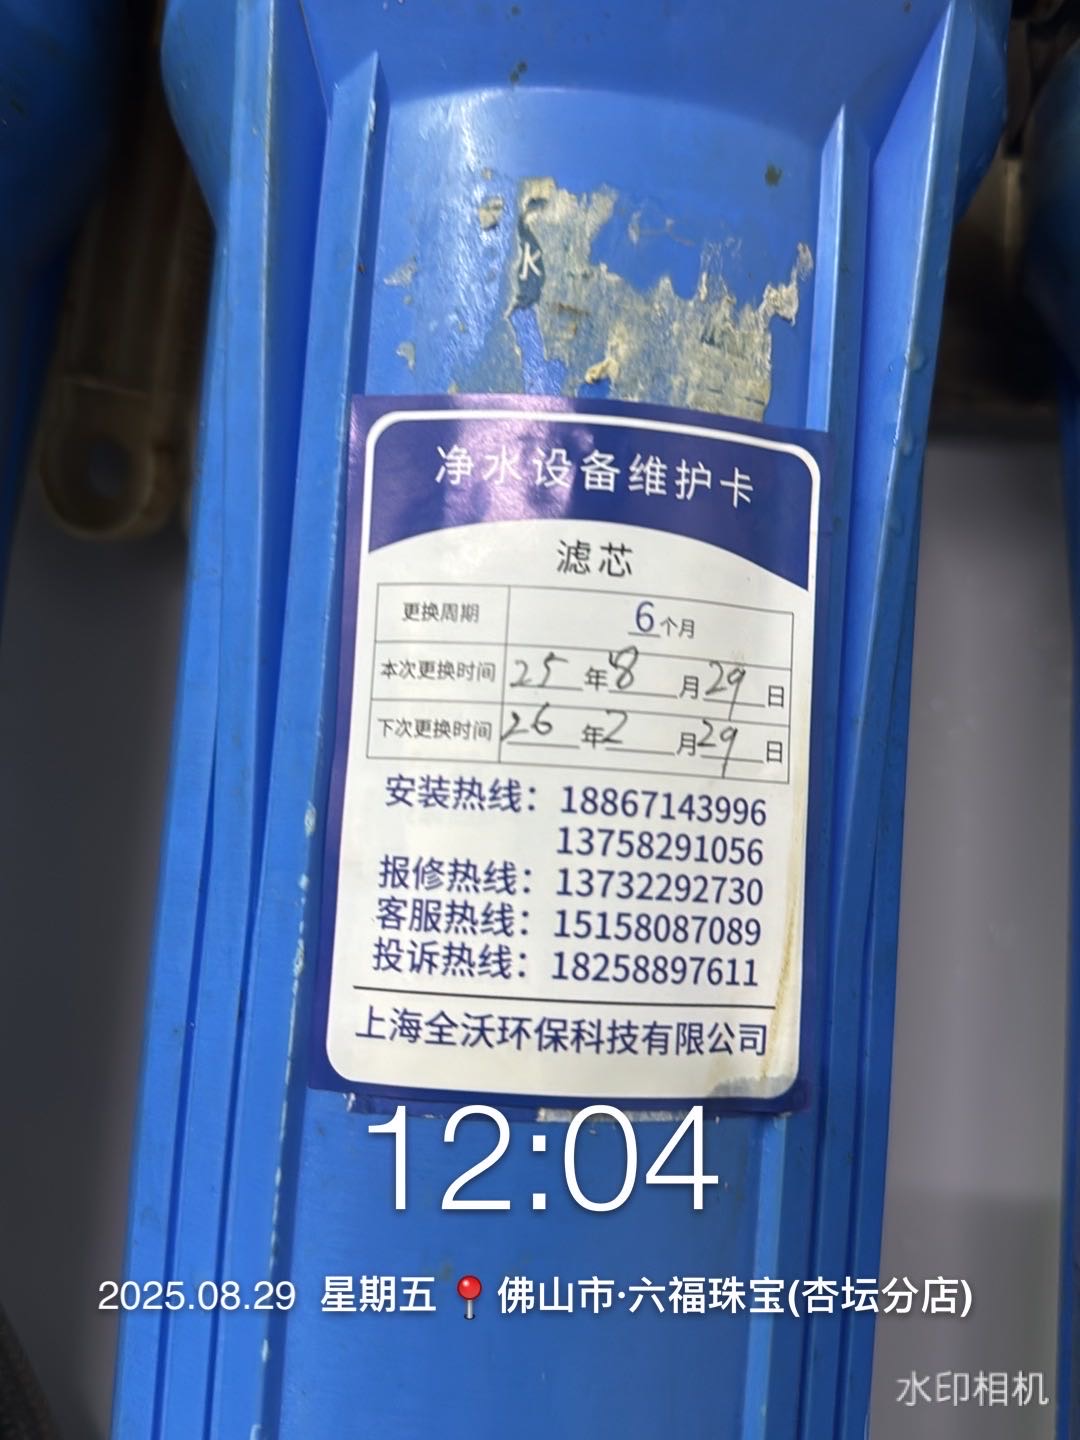 水
净水设备维护卡
滤芯
更换周期 6个月
本次更换时间 25年8月29日
下次更换时间 26年2月29日
安装热线：18867143996
13758291056
报修热线：13732292730
客服热线：15158087089
投诉热线：18258897611
上海全沃环保科技有限公司
12:04
2025.08.29 星期五 📍佛山市·六福珠宝(杏坛分店)
水印相机